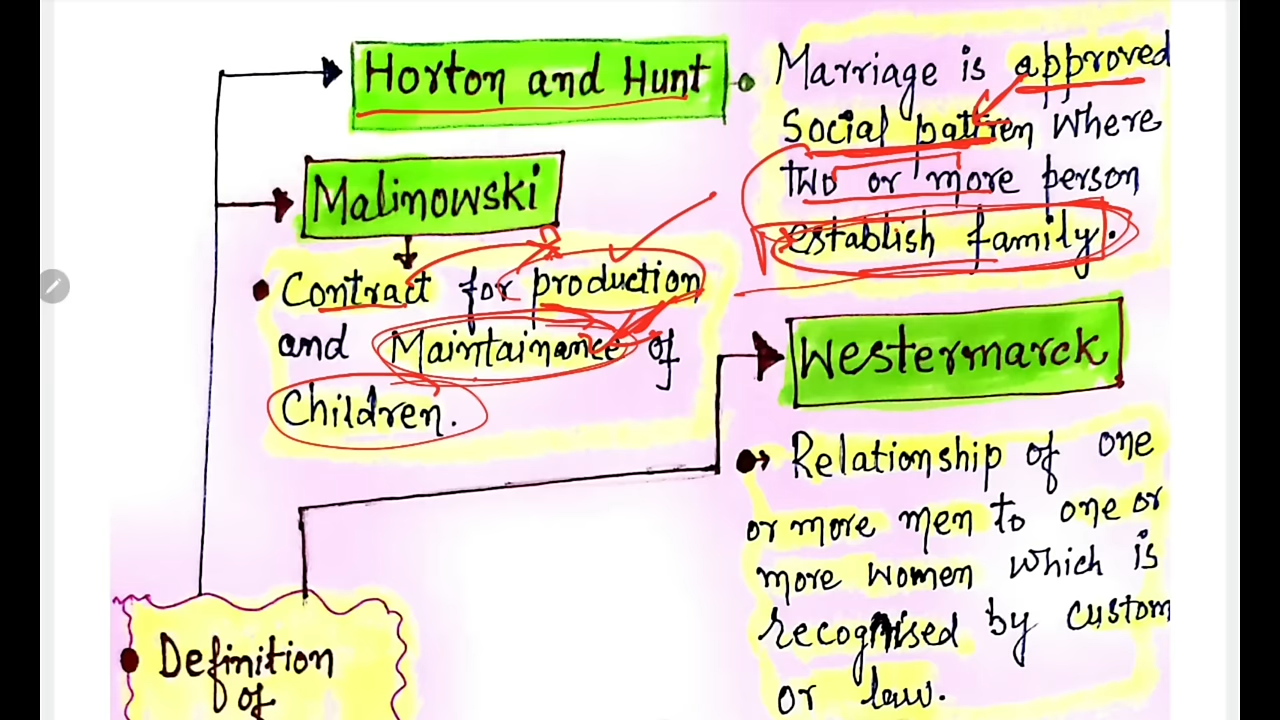 Horton and Hunt
Marriage is approved
Social pattren where
two or more person
establish family.
Malinowski
Contract for production
and Maintainance of
Children.
Westermarck
Relationship of one
or more men to one or
more women which is
recognised by custom
or law.
Definition
of